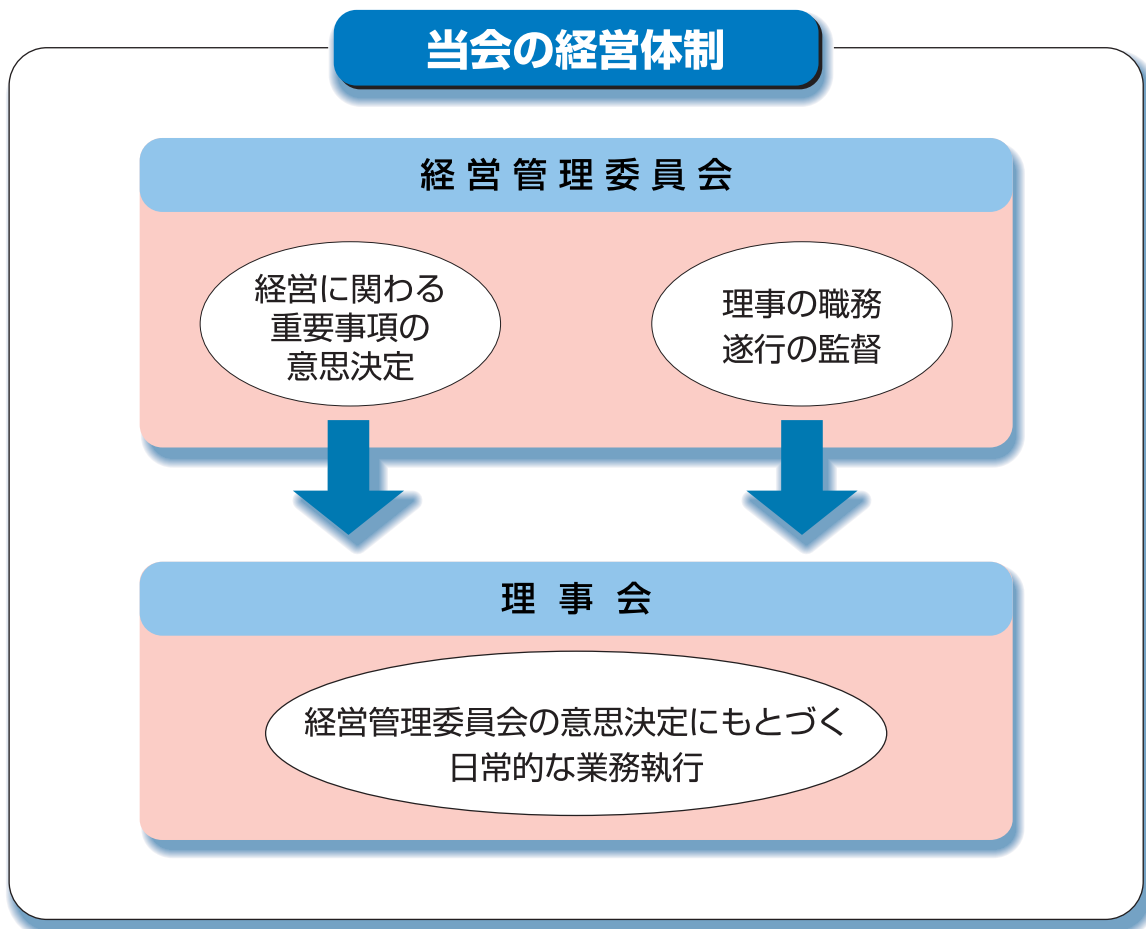 当会の経営体制
経営管理委員会
経営に関わる
重要事項の
意思決定
理事の職務
遂行の監督
理事会
経営管理委員会の意思決定にもとづく
日常的な業務執行